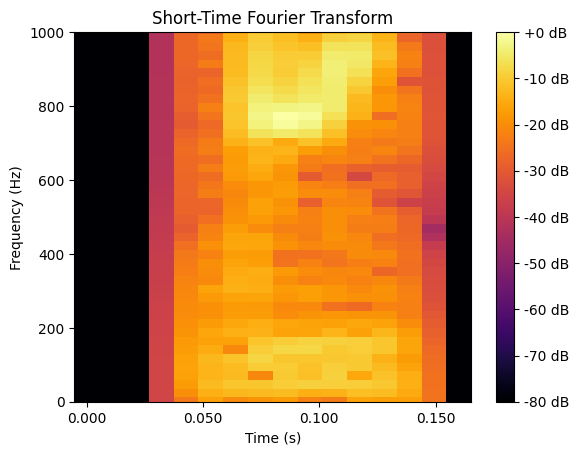 Short-Time Fourier Transform
1000
800
600
400
200
0
Frequency (Hz)
0.000
0.050
0.100
0.150
Time (s)
+0 dB
-10 dB
-20 dB
-30 dB
-40 dB
-50 dB
-60 dB
-70 dB
-80 dB